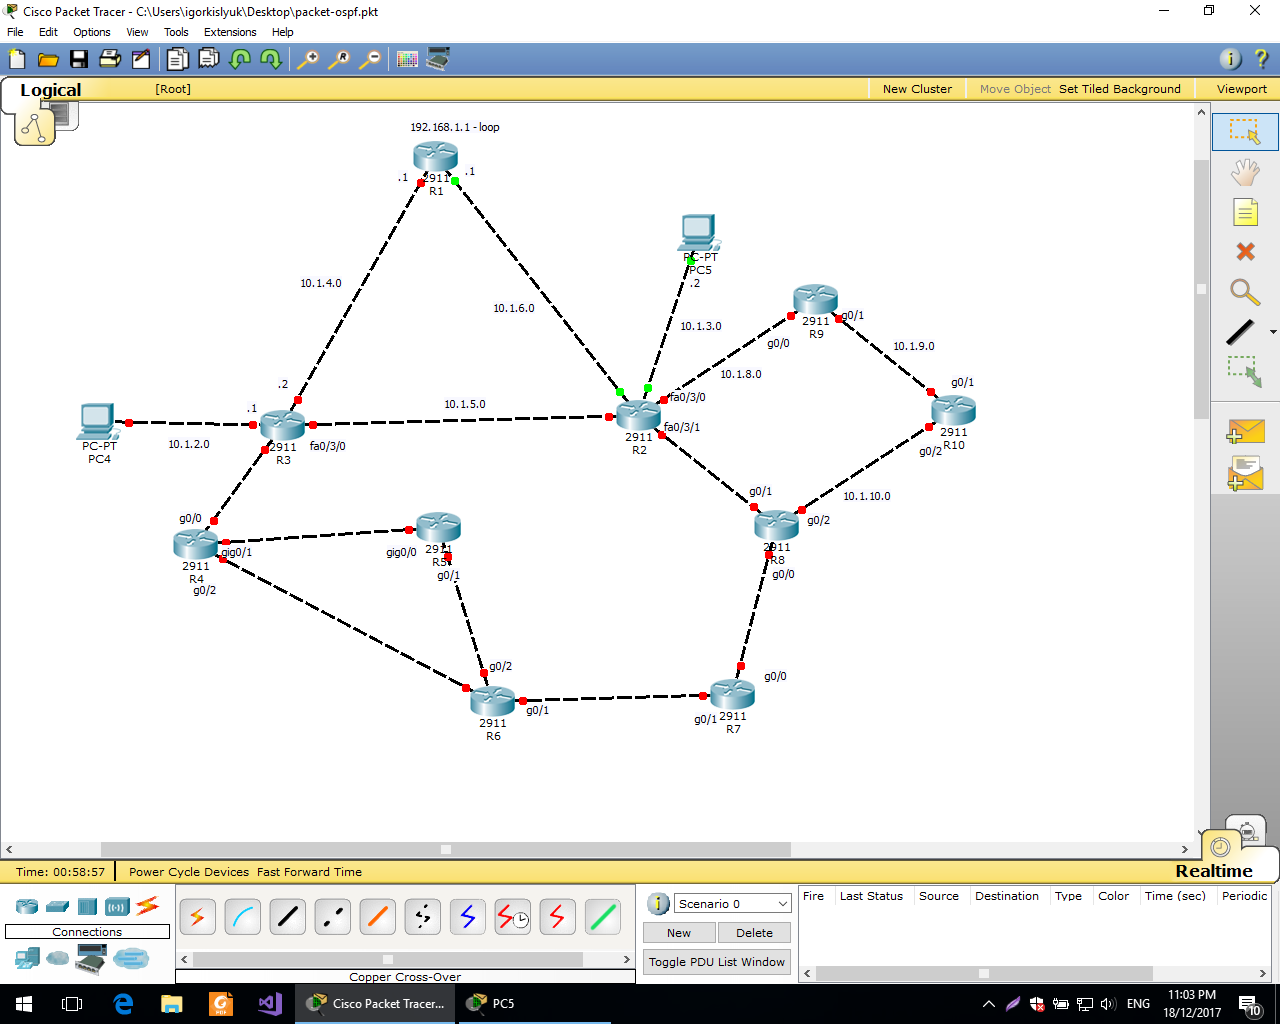 Cisco Packet Tracer - C:\Users\igorkislyuk\Desktop\packet-ospf.pkt
File Edit Options View Tools Extensions Help
Logical [Root] New Cluster Move Object Set Tiled Background Viewport
192.168.1.1 - loop
.1 .1
2911
R1
10.1.4.0
10.1.6.0
PC-PT
PC5
.2
10.1.3.0
2911
R9
g0/1
g0/0
10.1.9.0
10.1.8.0
g0/1
.2
.1
10.1.5.0
fa0/3/0
fa0/3/1
2911
R2
2911
R10
g0/2
PC-PT
PC4
10.1.2.0
2911
R3
fa0/3/0
g0/1
10.1.10.0
g0/2
2911
R8
g0/0
g0/0
gig0/1
2911
R4
g0/2
gig0/0
2911
R5
g0/1
g0/2
2911
R6
g0/1
g0/0
g0/1
2911
R7
Realtime
Time: 00:58:57 Power Cycle Devices Fast Forward Time
Connections
Copper Cross-Over
Scenario 0
New Delete
Toggle PDU List Window
Fire Last Status Source Destination Type Color Time (sec) Periodic
Cisco Packet Tracer... PC5
ENG
11:03 PM
18/12/2017
10